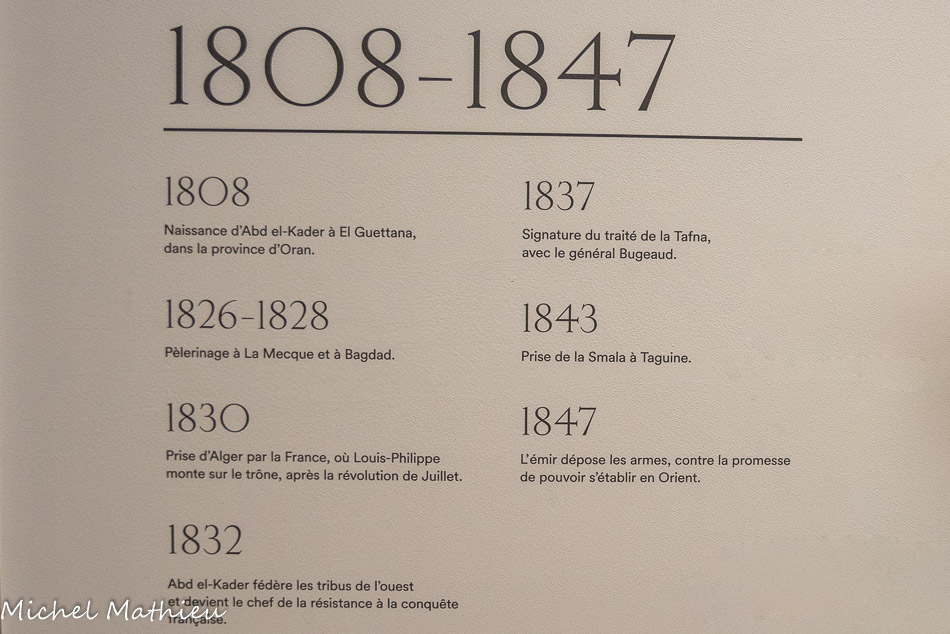 1808–1847
1808
Naissance d’Abd el-Kader à El Guettana,
dans la province d’Oran.
1826–1828
Pèlerinage à La Mecque et à Bagdad.
1830
Prise d’Alger par la France, où Louis-Philippe
monte sur le trône, après la révolution de Juillet.
1832
Abd el-Kader fédère les tribus de l’ouest
et devient le chef de la résistance à la conquête
française.
1837
Signature du traité de la Tafna,
avec le général Bugeaud.
1843
Prise de la Smala à Taguine.
1847
L’émir dépose les armes, contre la promesse
de pouvoir s’établir en Orient.
Michel Mathieu